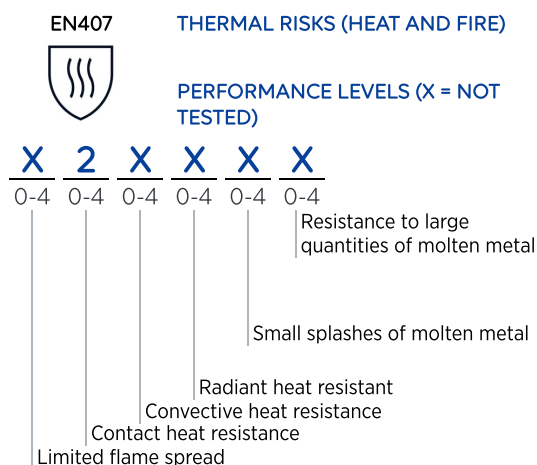 EN407
THERMAL RISKS (HEAT AND FIRE)
PERFORMANCE LEVELS (X = NOT
TESTED)
X 2 X X X X
0-4 0-4 0-4 0-4 0-4 0-4
Resistance to large
quantities of molten metal
Small splashes of molten metal
Radiant heat resistant
Convective heat resistance
Contact heat resistance
Limited flame spread